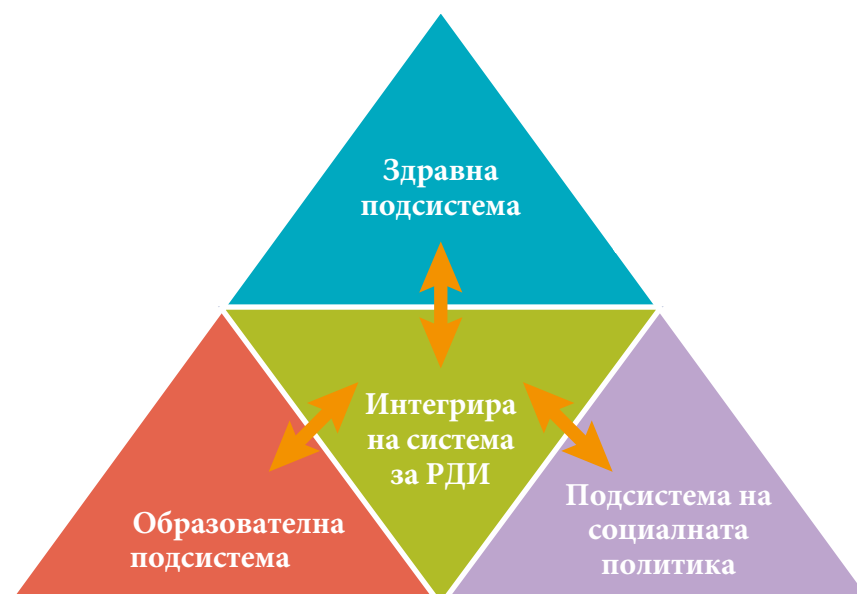 Здравна
подсистема
Интегрира
на система
за РДИ
Образователна
подсистема
Подсистема на
социалната
политика